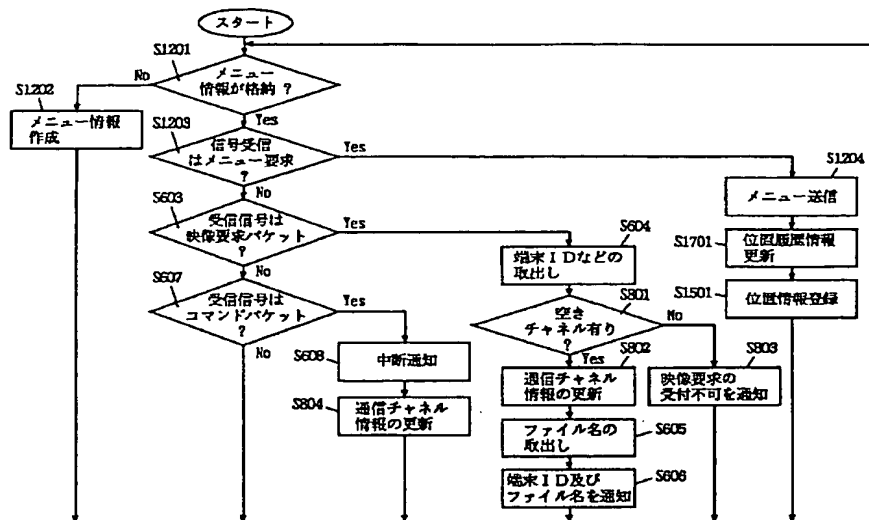 スタート
S1201
メニュー
情報が格納 ?
No
Yes
S1202
メニュー情報
作成
S1203
信号受信
はメニュー要求
?
Yes
No
S1204
メニュー送信
S1701
位置履歴情報
更新
S1501
位置情報登録
S603
受信信号は
映像要求パケット
?
Yes
No
S604
端末IDなどの
取出し
S607
受信信号は
コマンドパケット
?
Yes
No
S801
空き
チャネル有り
?
No
Yes
S608
中断通知
S804
通信チャネル
情報の更新
S802
通信チャネル
情報の更新
S803
映像要求の
受付不可を通知
S605
ファイル名の
取出し
S606
端末ID及び
ファイル名を通知